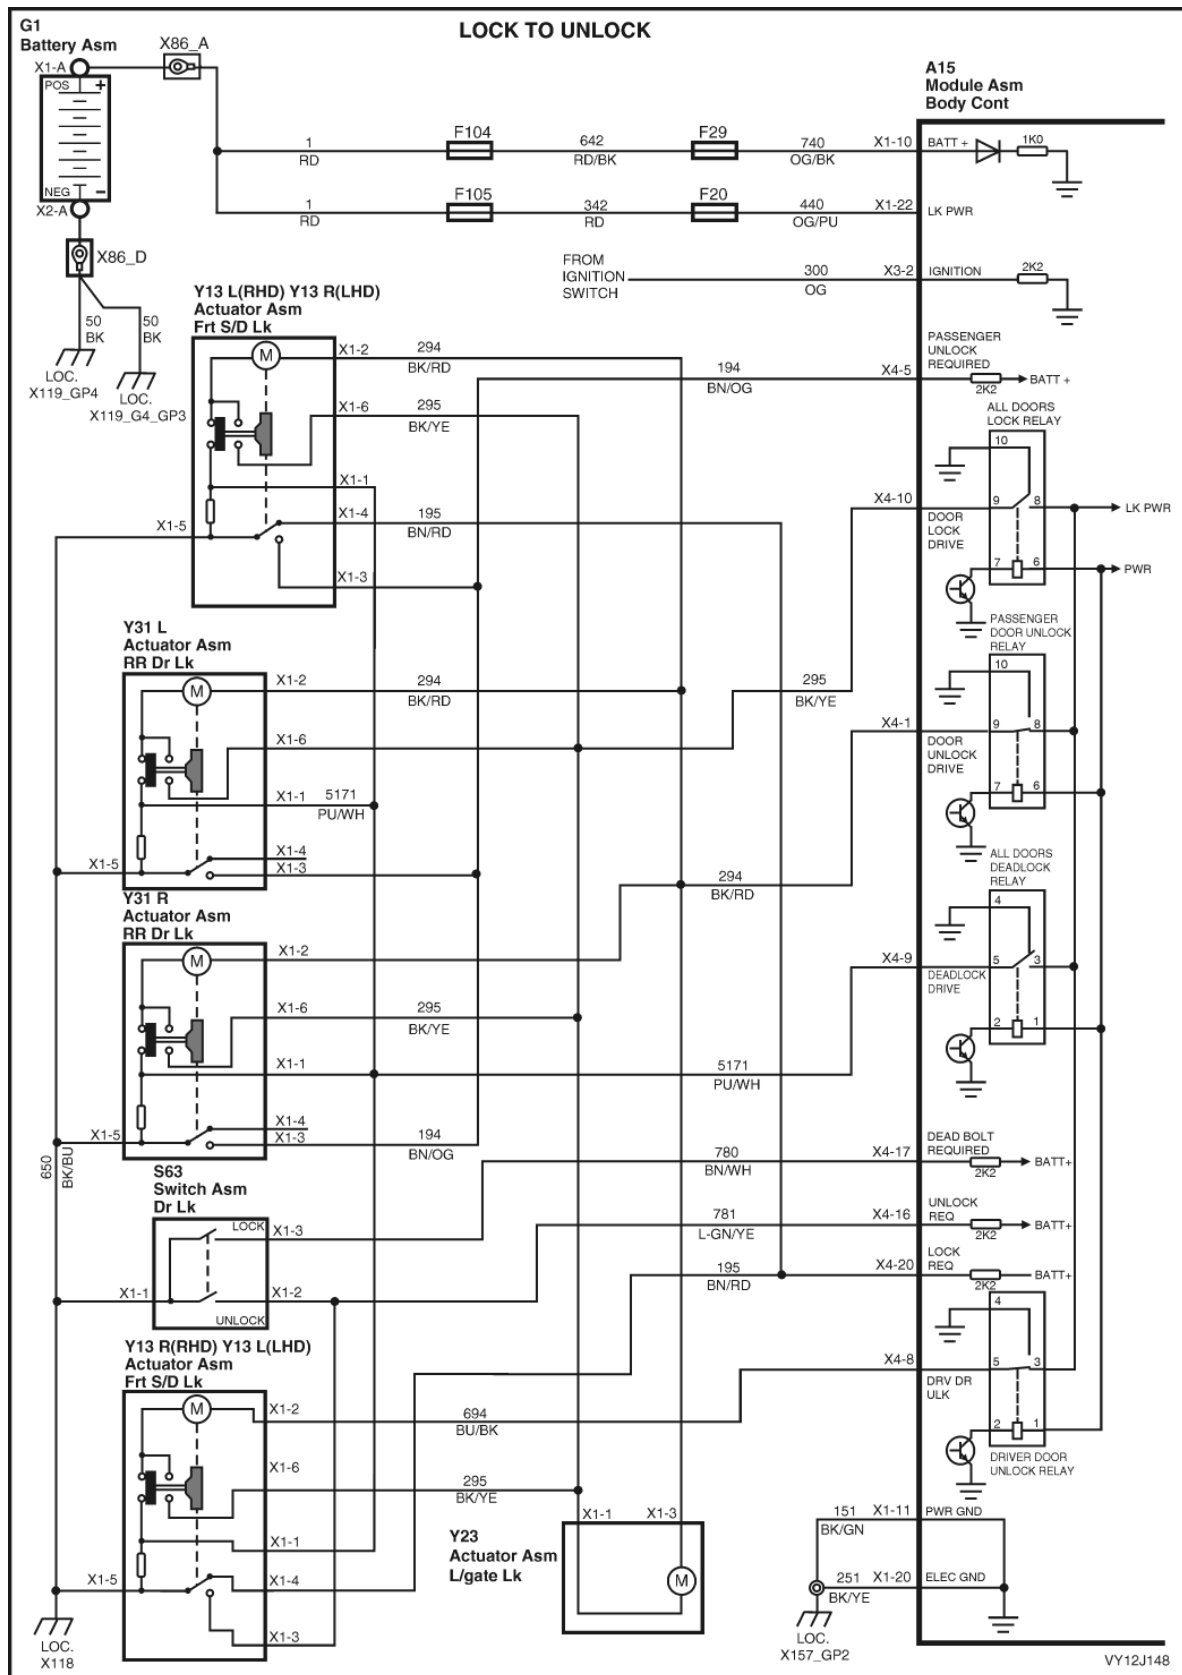 LOCK TO UNLOCK
G1
Battery Asm
X86_A
X1-A
POS
+
NEG
–
X2-A
X86_D
50
BK
50
BK
LOC.
X119_GP4
LOC.
X119_G4_GP3
A15
Module Asm
Body Cont
1
RD
F104
642
RD/BK
F29
740
OG/BK
X1-10
BATT +
1K0
1
RD
F105
342
RD
F20
440
OG/PU
X1-22
LK PWR
FROM
IGNITION
SWITCH
300
OG
X3-2
IGNITION
2K2
Y13 L(RHD) Y13 R(LHD)
Actuator Asm
Frt S/D Lk
M
X1-2
294
BK/RD
X1-6
295
BK/YE
X1-1
X1-4
195
BN/RD
X1-5
X1-3
194
BN/OG
X4-5
PASSENGER
UNLOCK
REQUIRED
2K2
BATT +
ALL DOORS
LOCK RELAY
10
9
8
7
6
X4-10
DOOR
LOCK
DRIVE
LK PWR
PWR
Y31 L
Actuator Asm
RR Dr Lk
M
X1-2
294
BK/RD
X1-6
295
BK/YE
X1-1
5171
PU/WH
X1-4
X1-3
X1-5
PASSENGER
DOOR UNLOCK
RELAY
10
9
8
7
6
X4-1
DOOR
UNLOCK
DRIVE
294
BK/RD
Y31 R
Actuator Asm
RR Dr Lk
M
X1-2
X1-6
295
BK/YE
X1-1
5171
PU/WH
X1-4
X1-3
194
BN/OG
X1-5
ALL DOORS
DEADLOCK
RELAY
4
5
3
2
1
X4-9
DEADLOCK
DRIVE
650
BK/BU
S63
Switch Asm
Dr Lk
LOCK
X1-3
780
BN/WH
X4-17
DEAD BOLT
REQUIRED
2K2
BATT+
X1-1
X1-2
UNLOCK
781
L-GN/YE
X4-16
UNLOCK
REQ
2K2
BATT+
195
BN/RD
X4-20
LOCK
REQ
2K2
BATT+
Y13 R(RHD) Y13 L(LHD)
Actuator Asm
Frt S/D Lk
M
X1-2
694
BU/BK
X4-8
DRV DR
ULK
4
5
3
2
1
DRIVER DOOR
UNLOCK RELAY
X1-6
295
BK/YE
X1-1
X1-4
X1-5
X1-3
LOC.
X118
Y23
Actuator Asm
L/gate Lk
X1-1
X1-3
M
151
BK/GN
X1-11
PWR GND
251
BK/YE
X1-20
ELEC GND
LOC.
X157_GP2
VY12J148